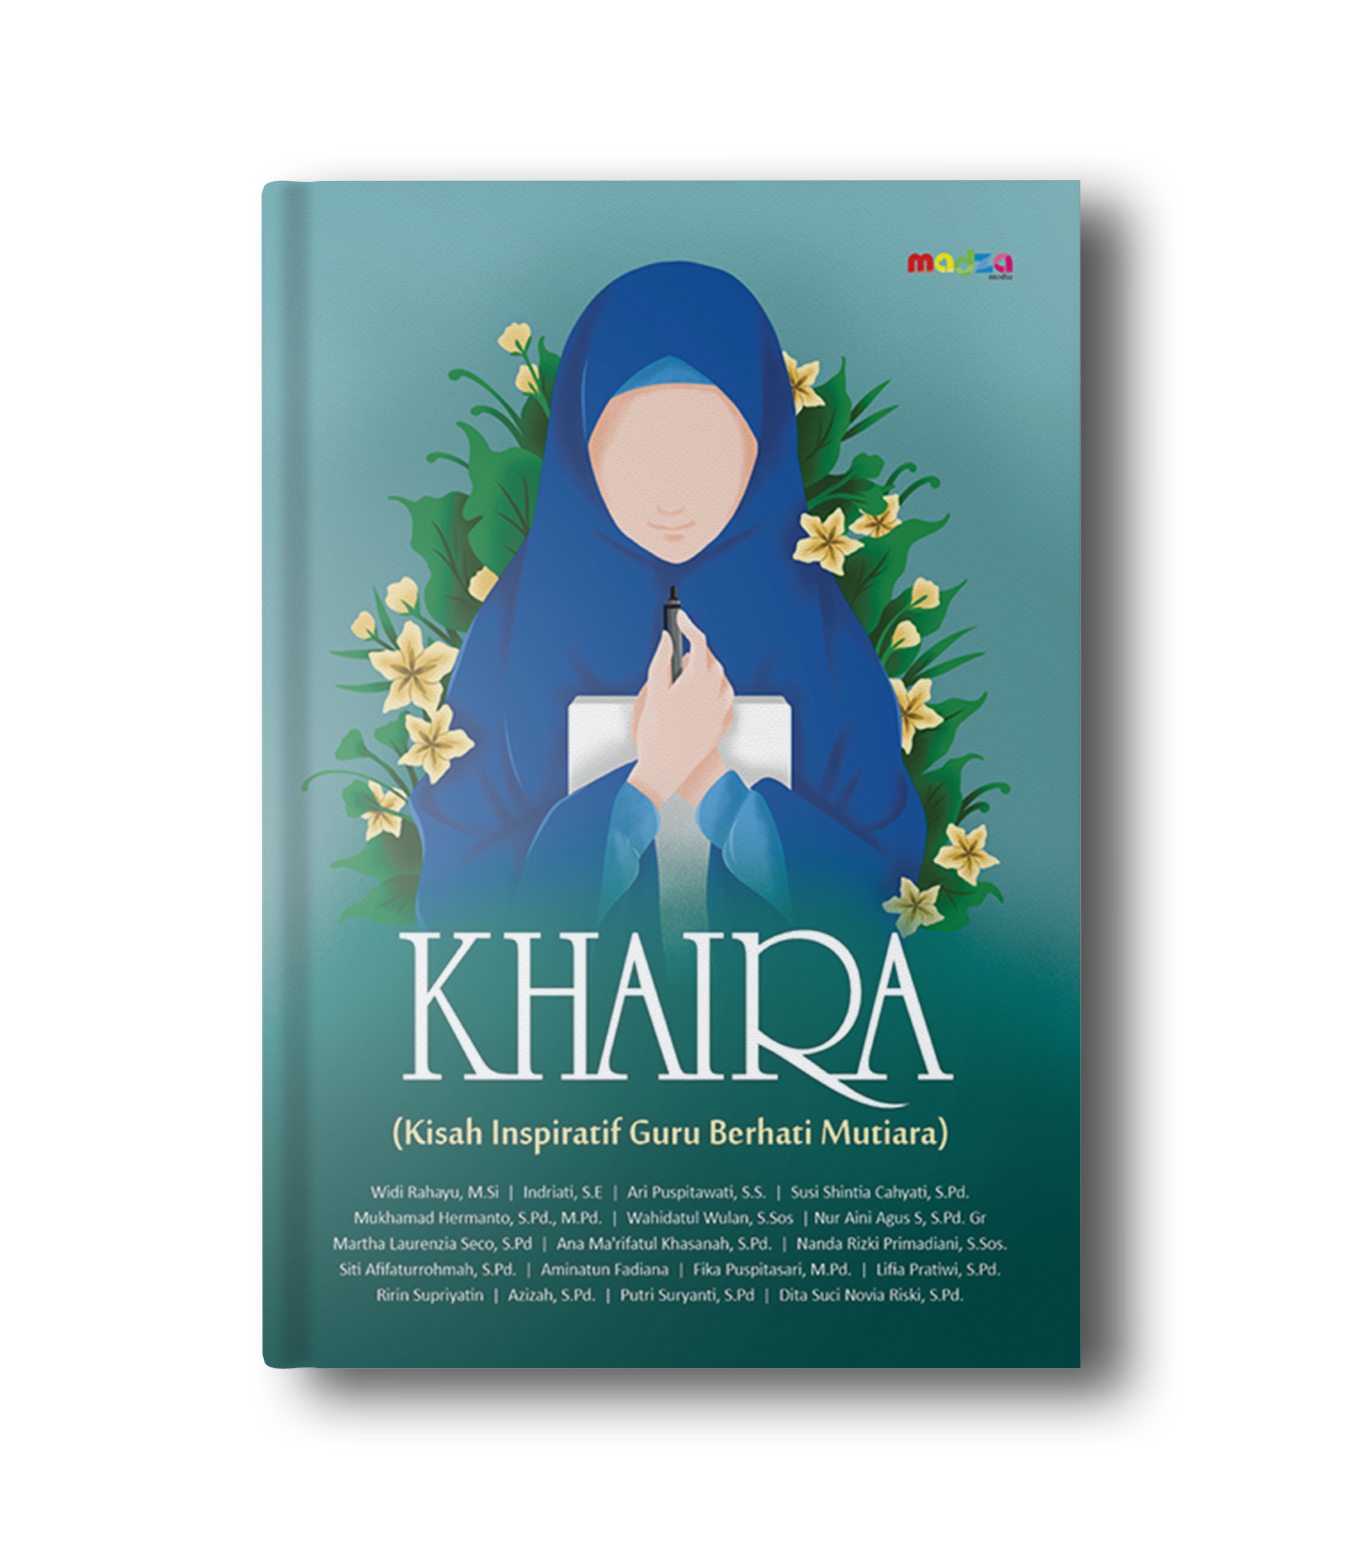 madza
KHAIRA
(Kisah Inspiratif Guru Berhati Mutiara)
Widi Rahayu, M.Si | Indriati, S.E | Ari Puspitawati, S.S. | Susi Shintia Cahyati, S.Pd.
Mukhamad Hermanto, S.Pd., M.Pd. | Wahidatul Wulan, S.Sos | Nur Aini Agus S, S.Pd. Gr
Martha Laurenzia Seco, S.Pd | Ana Ma'rifatul Khasanah, S.Pd. | Nanda Rizki Primadiani, S.Sos.
Siti Afifaturrohmah, S.Pd. | Aminatun Fadiana | Fika Puspitasari, M.Pd. | Lifia Pratiwi, S.Pd.
Ririn Supriyatin | Azizah, S.Pd. | Putri Suryanti, S.Pd | Dita Suci Novia Riski, S.Pd.